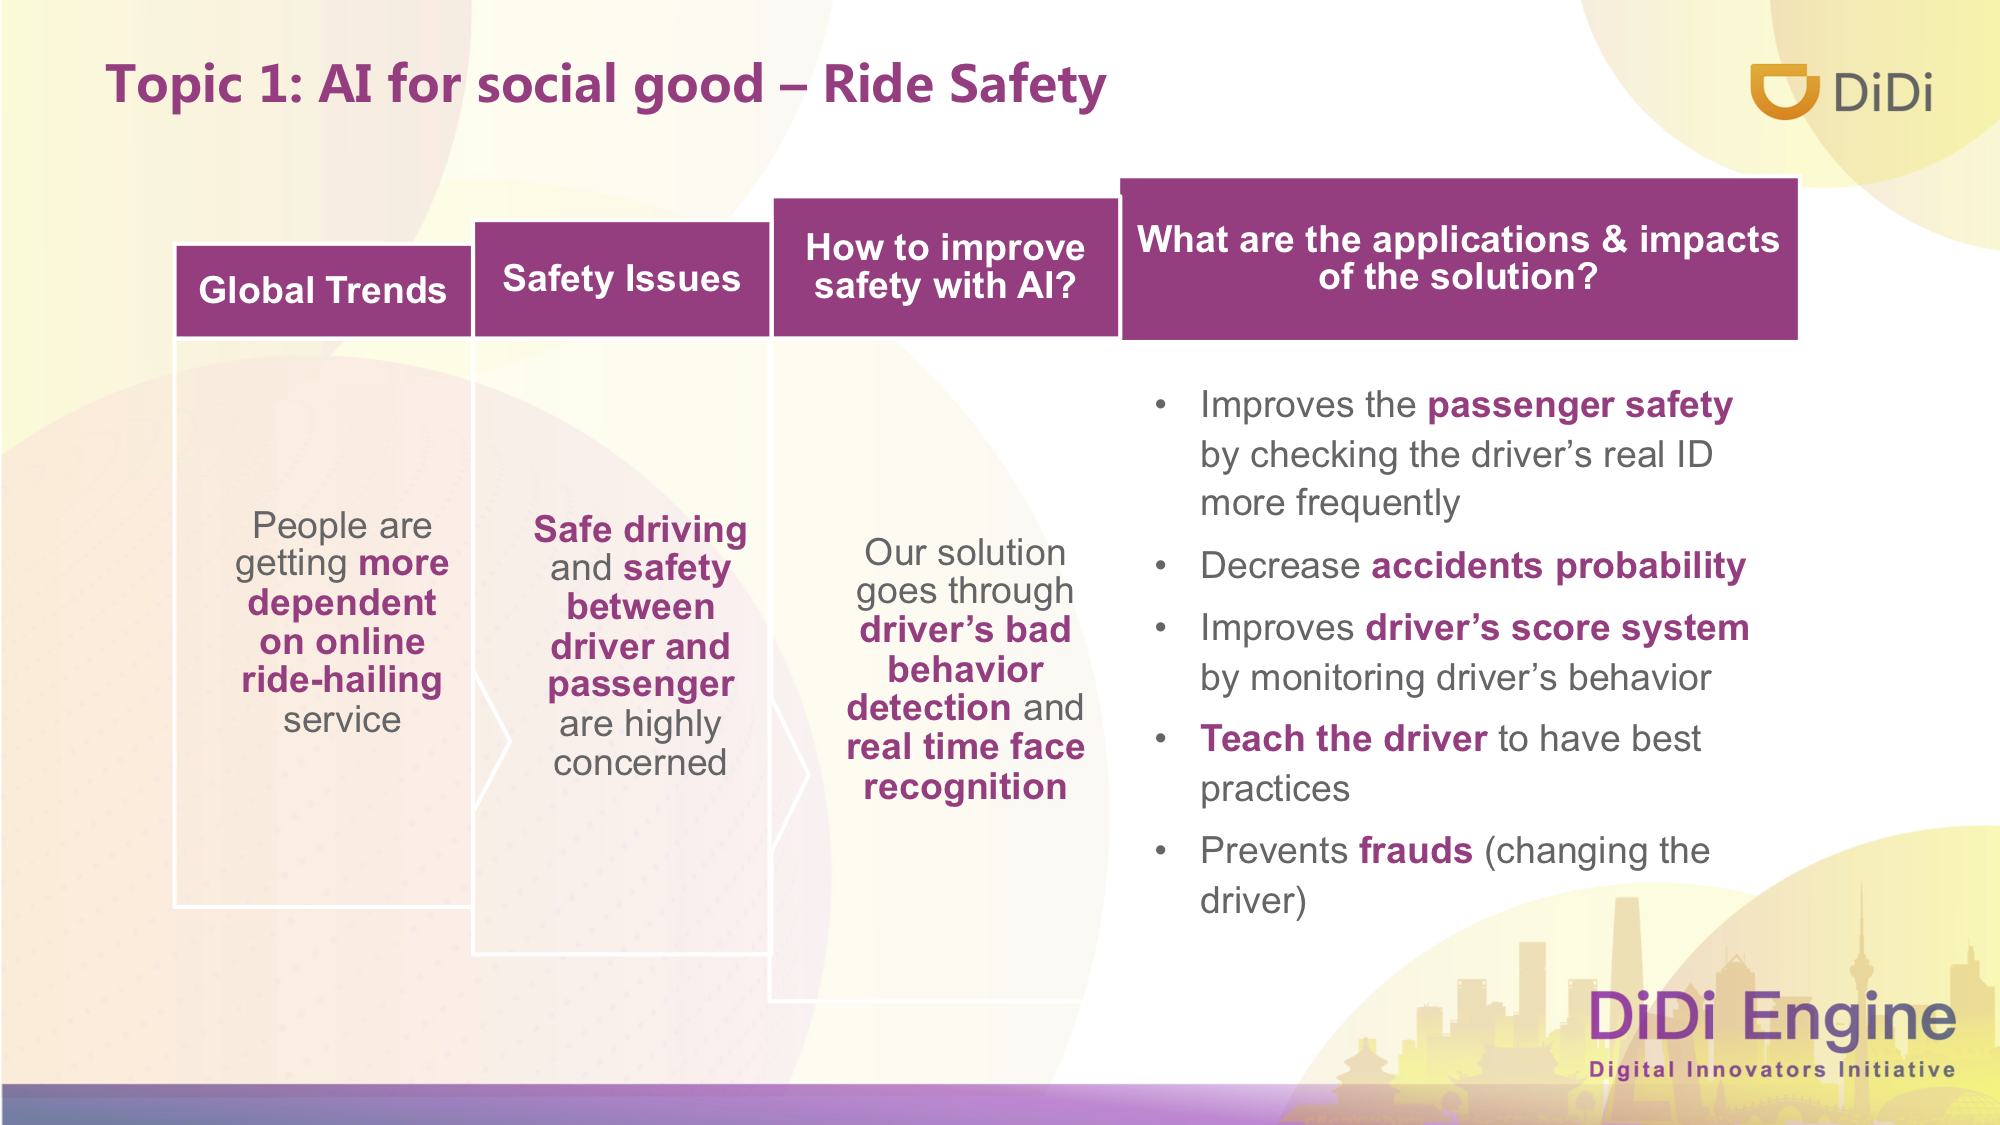 Topic 1: AI for social good – Ride Safety
DiDi
Global Trends
People are
getting more
dependent
on online
ride-hailing
service
Safety Issues
Safe driving
and safety
between
driver and
passenger
are highly
concerned
How to improve
safety with AI?
Our solution
goes through
driver’s bad
behavior
detection and
real time face
recognition
What are the applications & impacts
of the solution?
• Improves the passenger safety
by checking the driver’s real ID
more frequently
• Decrease accidents probability
• Improves driver’s score system
by monitoring driver’s behavior
• Teach the driver to have best
practices
• Prevents frauds (changing the
driver)
DiDi Engine
Digital Innovators Initiative